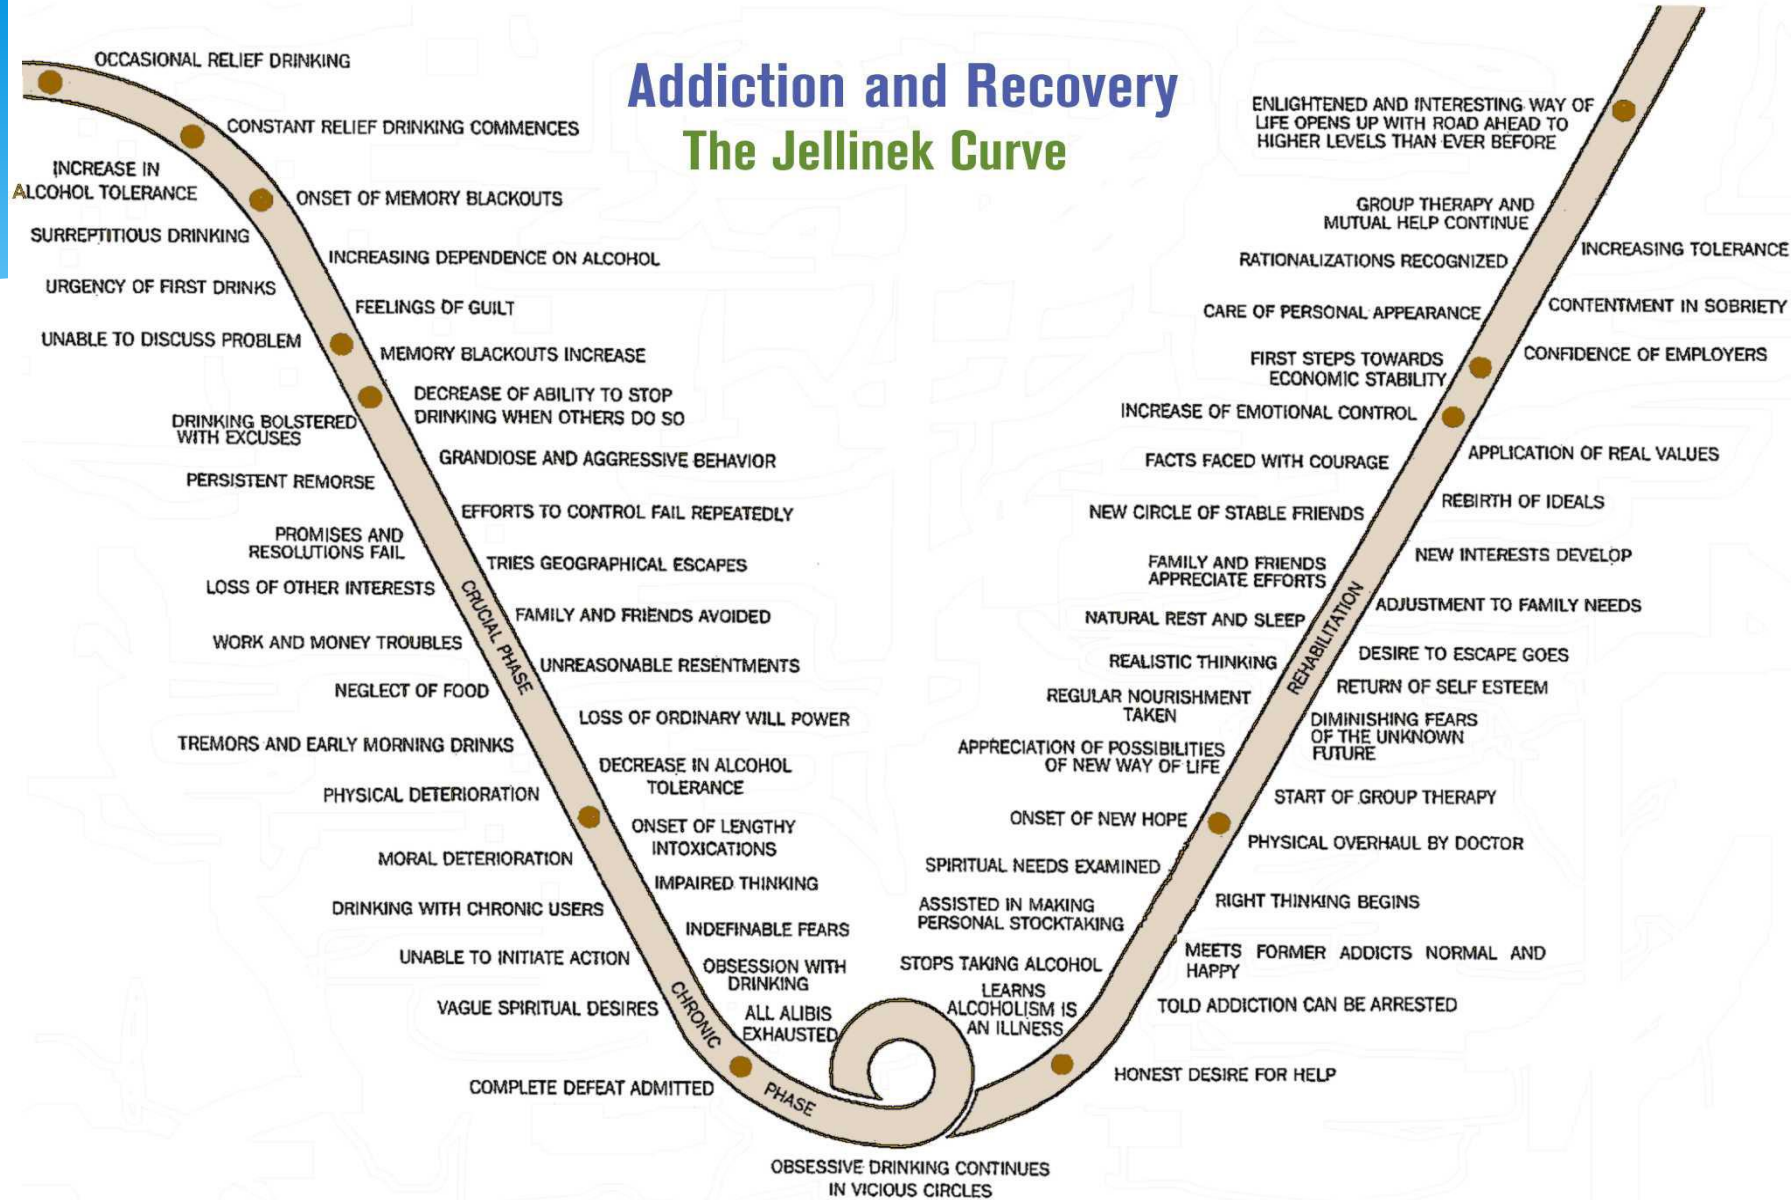 Addiction and Recovery
The Jellinek Curve
OCCASIONAL RELIEF DRINKING
CONSTANT RELIEF DRINKING COMMENCES
INCREASE IN
ALCOHOL TOLERANCE
ONSET OF MEMORY BLACKOUTS
SURREPTITIOUS DRINKING
INCREASING DEPENDENCE ON ALCOHOL
URGENCY OF FIRST DRINKS
FEELINGS OF GUILT
UNABLE TO DISCUSS PROBLEM
MEMORY BLACKOUTS INCREASE
DECREASE OF ABILITY TO STOP
DRINKING WHEN OTHERS DO SO
DRINKING BOLSTERED
WITH EXCUSES
GRANDIOSE AND AGGRESSIVE BEHAVIOR
PERSISTENT REMORSE
EFFORTS TO CONTROL FAIL REPEATEDLY
PROMISES AND
RESOLUTIONS FAIL
TRIES GEOGRAPHICAL ESCAPES
LOSS OF OTHER INTERESTS
CRUCIAL PHASE
FAMILY AND FRIENDS AVOIDED
WORK AND MONEY TROUBLES
UNREASONABLE RESENTMENTS
NEGLECT OF FOOD
LOSS OF ORDINARY WILL POWER
TREMORS AND EARLY MORNING DRINKS
DECREASE IN ALCOHOL
TOLERANCE
PHYSICAL DETERIORATION
ONSET OF LENGTHY
INTOXICATIONS
MORAL DETERIORATION
IMPAIRED THINKING
DRINKING WITH CHRONIC USERS
INDEFINABLE FEARS
UNABLE TO INITIATE ACTION
OBSESSION WITH
DRINKING
VAGUE SPIRITUAL DESIRES
CHRONIC
PHASE
ALL ALIBIS
EXHAUSTED
COMPLETE DEFEAT ADMITTED
OBSESSIVE DRINKING CONTINUES
IN VICIOUS CIRCLES
ENLIGHTENED AND INTERESTING WAY OF
LIFE OPENS UP WITH ROAD AHEAD TO
HIGHER LEVELS THAN EVER BEFORE
GROUP THERAPY AND
MUTUAL HELP CONTINUE
INCREASING TOLERANCE
RATIONALIZATIONS RECOGNIZED
CONTENTMENT IN SOBRIETY
CARE OF PERSONAL APPEARANCE
CONFIDENCE OF EMPLOYERS
FIRST STEPS TOWARDS
ECONOMIC STABILITY
INCREASE OF EMOTIONAL CONTROL
APPLICATION OF REAL VALUES
FACTS FACED WITH COURAGE
REBIRTH OF IDEALS
NEW CIRCLE OF STABLE FRIENDS
NEW INTERESTS DEVELOP
FAMILY AND FRIENDS
APPRECIATE EFFORTS
ADJUSTMENT TO FAMILY NEEDS
NATURAL REST AND SLEEP
REHABILITATION
DESIRE TO ESCAPE GOES
REALISTIC THINKING
RETURN OF SELF ESTEEM
REGULAR NOURISHMENT
TAKEN
DIMINISHING FEARS
OF THE UNKNOWN
FUTURE
APPRECIATION OF POSSIBILITIES
OF NEW WAY OF LIFE
START OF GROUP THERAPY
ONSET OF NEW HOPE
PHYSICAL OVERHAUL BY DOCTOR
SPIRITUAL NEEDS EXAMINED
RIGHT THINKING BEGINS
ASSISTED IN MAKING
PERSONAL STOCKTAKING
MEETS FORMER ADDICTS NORMAL AND
HAPPY
STOPS TAKING ALCOHOL
TOLD ADDICTION CAN BE ARRESTED
LEARNS
ALCOHOLISM IS
AN ILLNESS
HONEST DESIRE FOR HELP